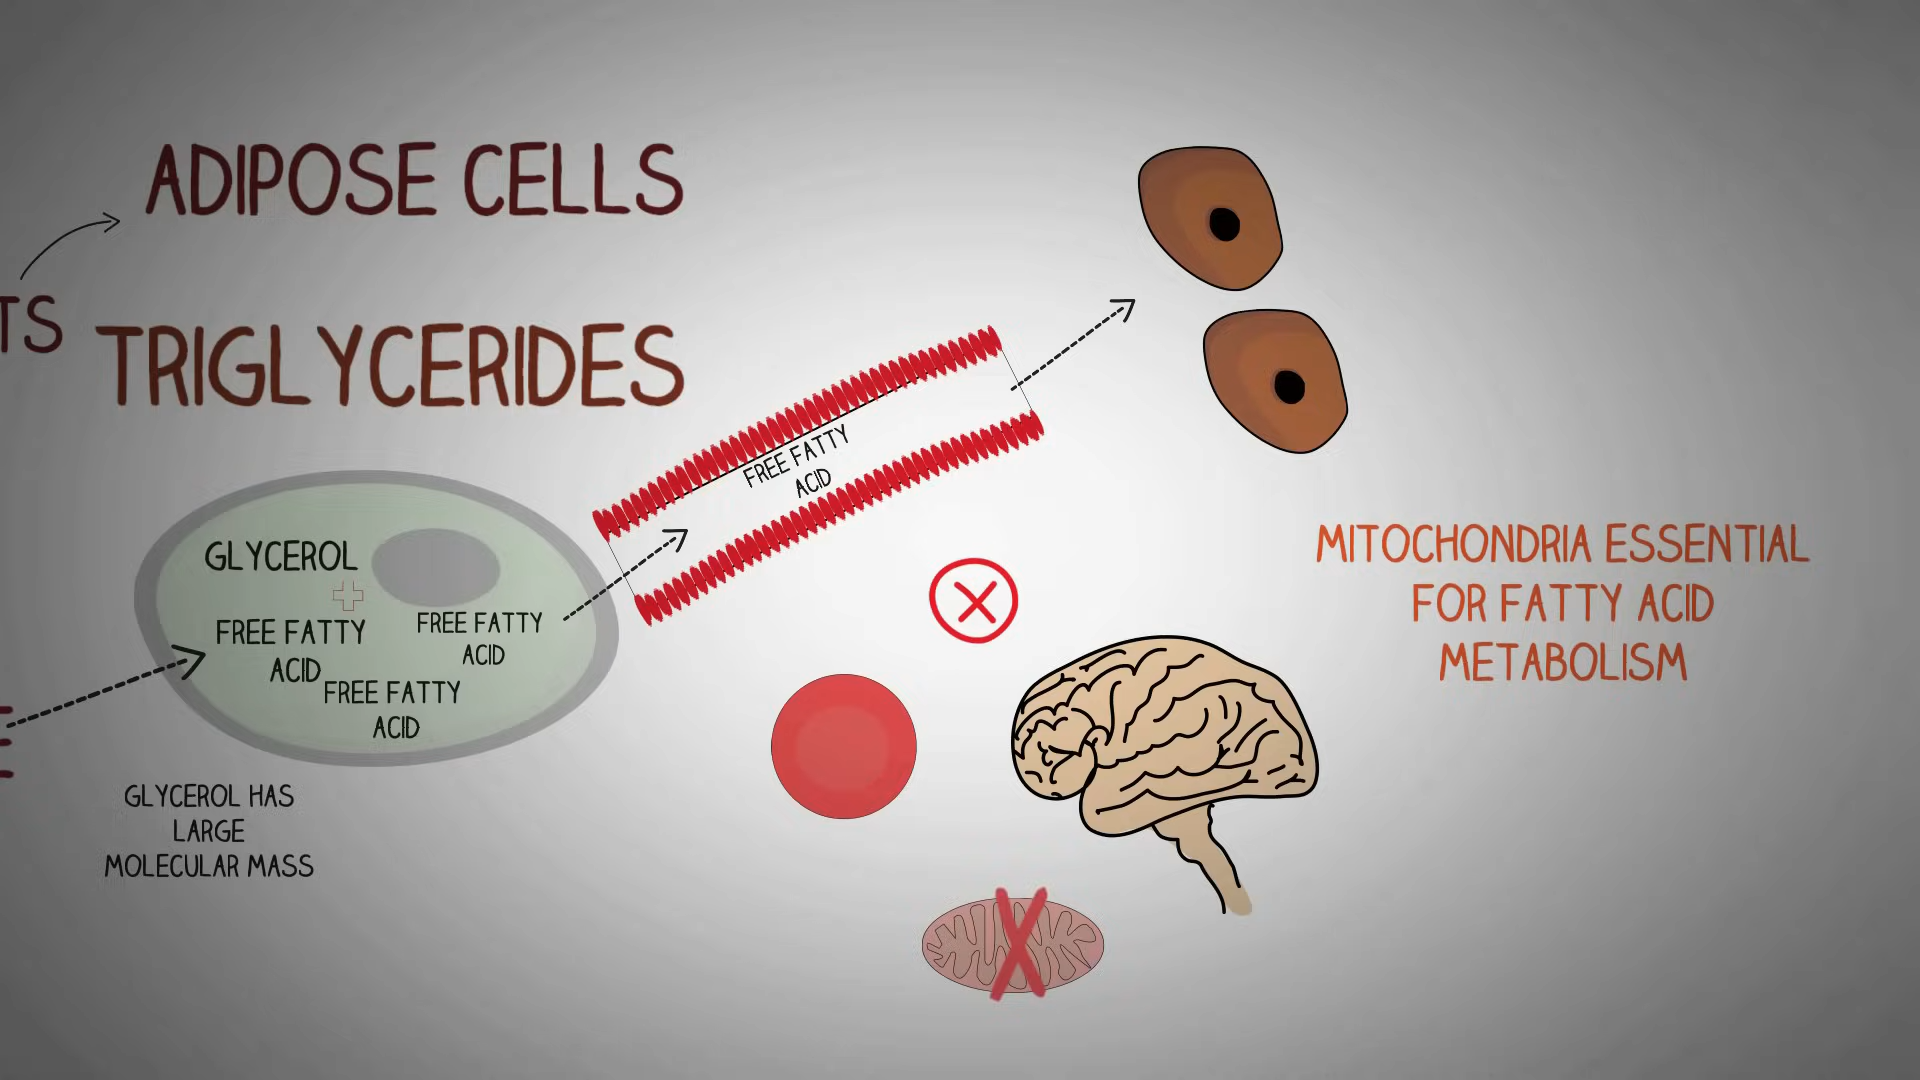 ADIPOSE CELLS
TS
TRIGLYCERIDES
FREE FATTY
ACID
GLYCEROL
FREE FATTY
ACID
FREE FATTY
ACID
FREE FATTY
ACID
MITOCHONDRIA ESSENTIAL
FOR FATTY ACID
METABOLISM
GLYCEROL HAS
LARGE
MOLECULAR MASS